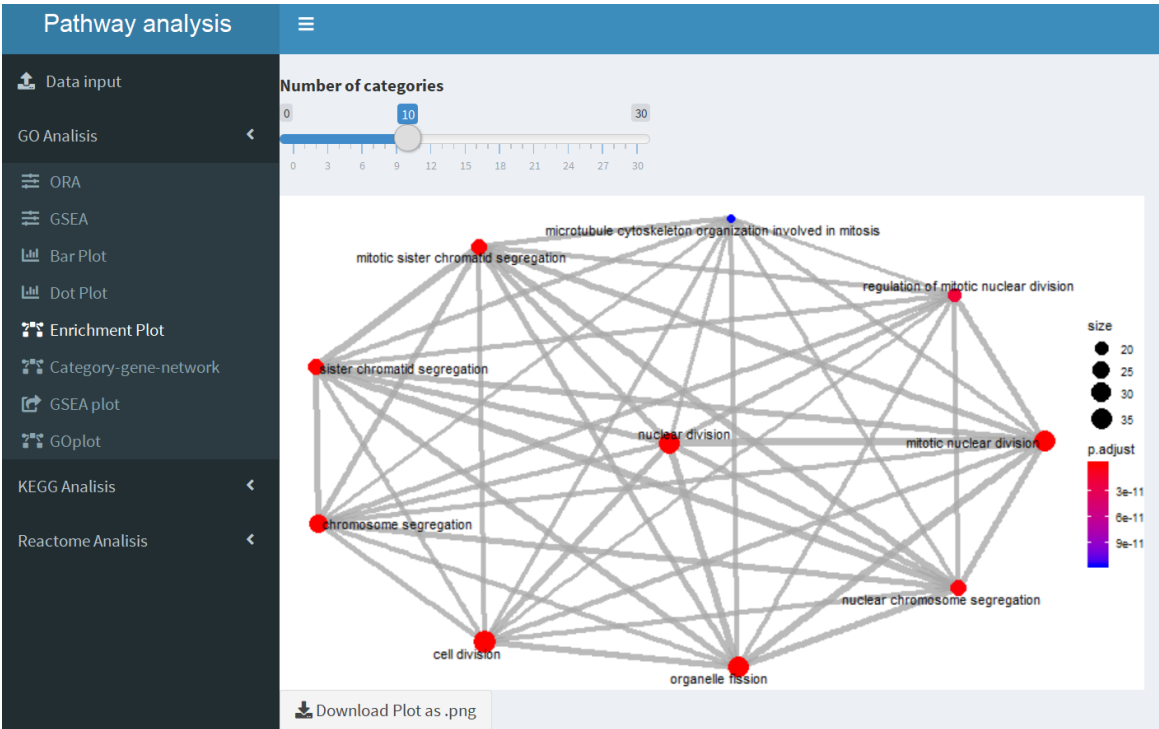 Pathway analysis
Data input
GO Analisis
ORA
GSEA
Bar Plot
Dot Plot
Enrichment Plot
Category-gene-network
GSEA plot
GOplot
KEGG Analisis
Reactome Analisis
Number of categories
0 10 30
0 3 6 9 12 15 18 21 24 27 30
microtubule cytoskeleton organization involved in mitosis
mitotic sister chromatid segregation
regulation of mitotic nuclear division
sister chromatid segregation
nuclear division
mitotic nuclear division
chromosome segregation
nuclear chromosome segregation
cell division
organelle fission
size
20
25
30
35
p.adjust
3e-11
6e-11
9e-11
Download Plot as .png